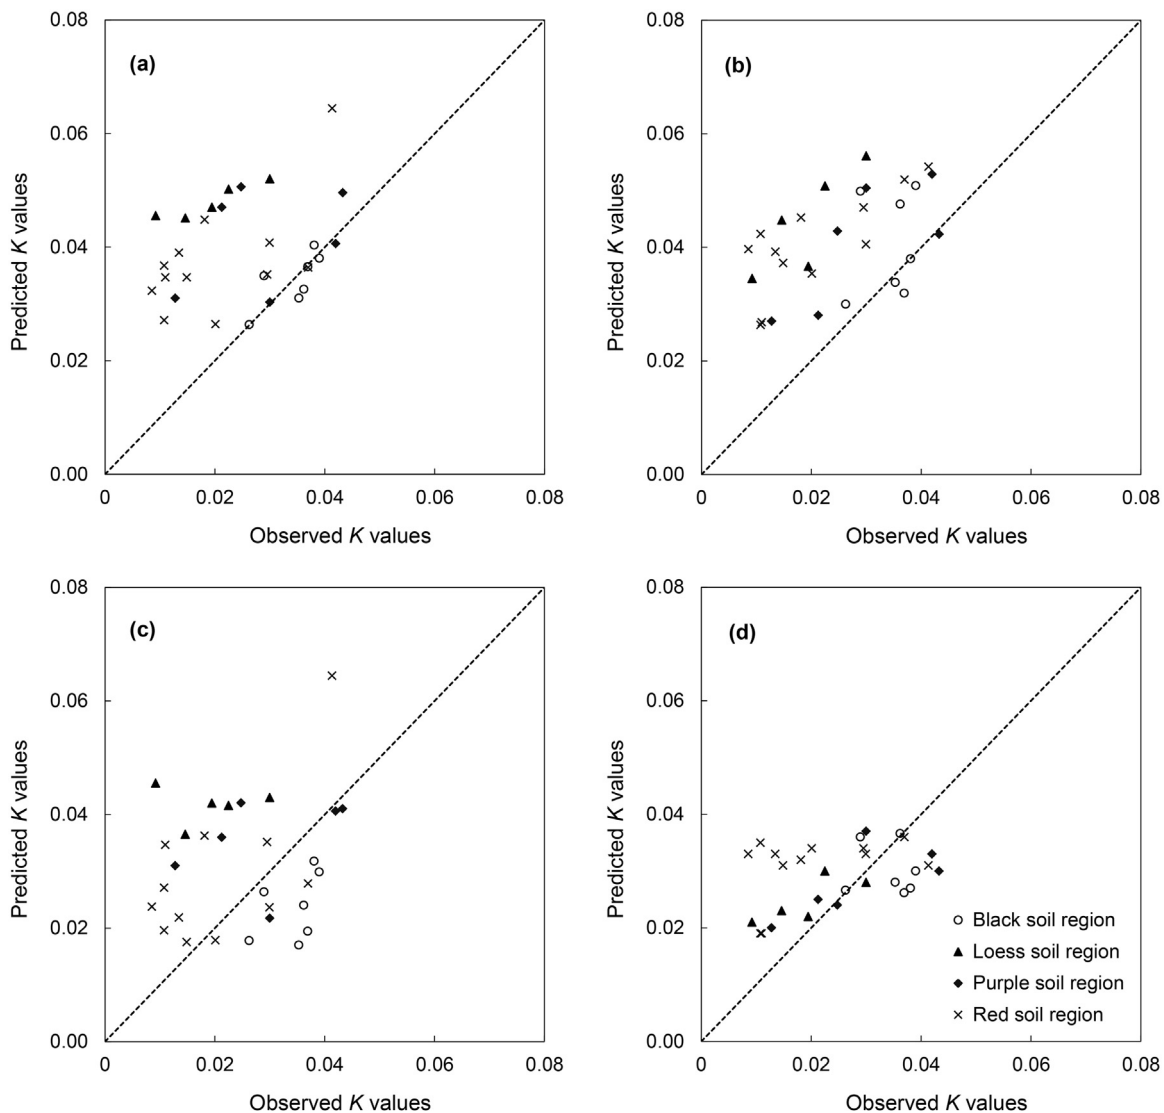 (a)
0.08
0.06
0.04
0.02
0.00
0 0.02 0.04 0.06 0.08
Predicted K values
Observed K values
(b)
0.08
0.06
0.04
0.02
0.00
0 0.02 0.04 0.06 0.08
Predicted K values
Observed K values
(c)
0.08
0.06
0.04
0.02
0.00
0 0.02 0.04 0.06 0.08
Predicted K values
Observed K values
(d)
0.08
0.06
0.04
0.02
0.00
0 0.02 0.04 0.06 0.08
Predicted K values
Observed K values
Black soil region
Loess soil region
Purple soil region
Red soil region